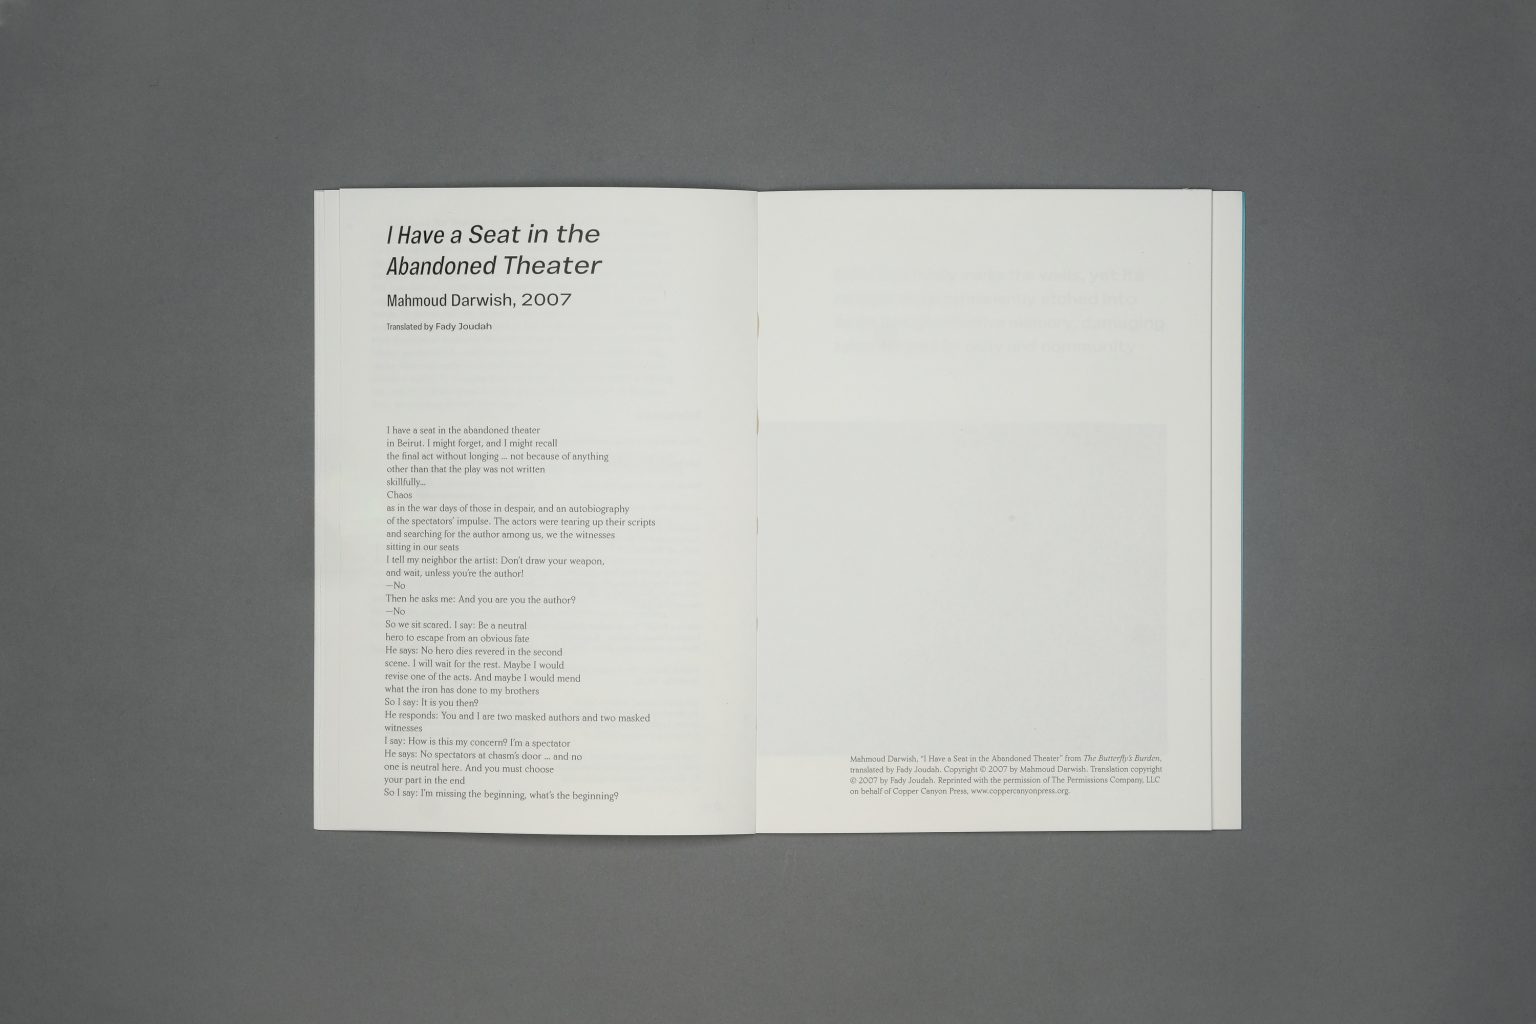 I Have a Seat in the
Abandoned Theater
Mahmoud Darwish, 2007
Translated by Fady Joudah
I have a seat in the abandoned theater
in Beirut. I might forget, and I might recall
the final act without longing ... not because of anything
other than that the play was not written
skillfully...
Chaos
as in the war days of those in despair, and an autobiography
of the spectators' impulse. The actors were tearing up their scripts
and searching for the author among us, we the witnesses
sitting in our seats
I tell my neighbor the artist: Don't draw your weapon,
and wait, unless you're the author!
—No
Then he asks me: And you are you the author?
—No
So we sit scared. I say: Be a neutral
hero to escape from an obvious fate
He says: No hero dies revered in the second
scene. I will wait for the rest. Maybe I would
revise one of the acts. And maybe I would mend
what the iron has done to my brothers
So I say: It is you then?
He responds: You and I are two masked authors and two masked
witnesses
I say: How is this my concern? I'm a spectator
He says: No spectators at chasm's door ... and no
one is neutral here. And you must choose
your part in the end
So I say: I'm missing the beginning, what's the beginning?
Mahmoud Darwish, "I Have a Seat in the Abandoned Theater" from The Butterfly's Burden,
translated by Fady Joudah. Copyright © 2007 by Mahmoud Darwish. Translation copyright
© 2007 by Fady Joudah. Reprinted with the permission of The Permissions Company, LLC
on behalf of Copper Canyon Press, www.coppercanyonpress.org.